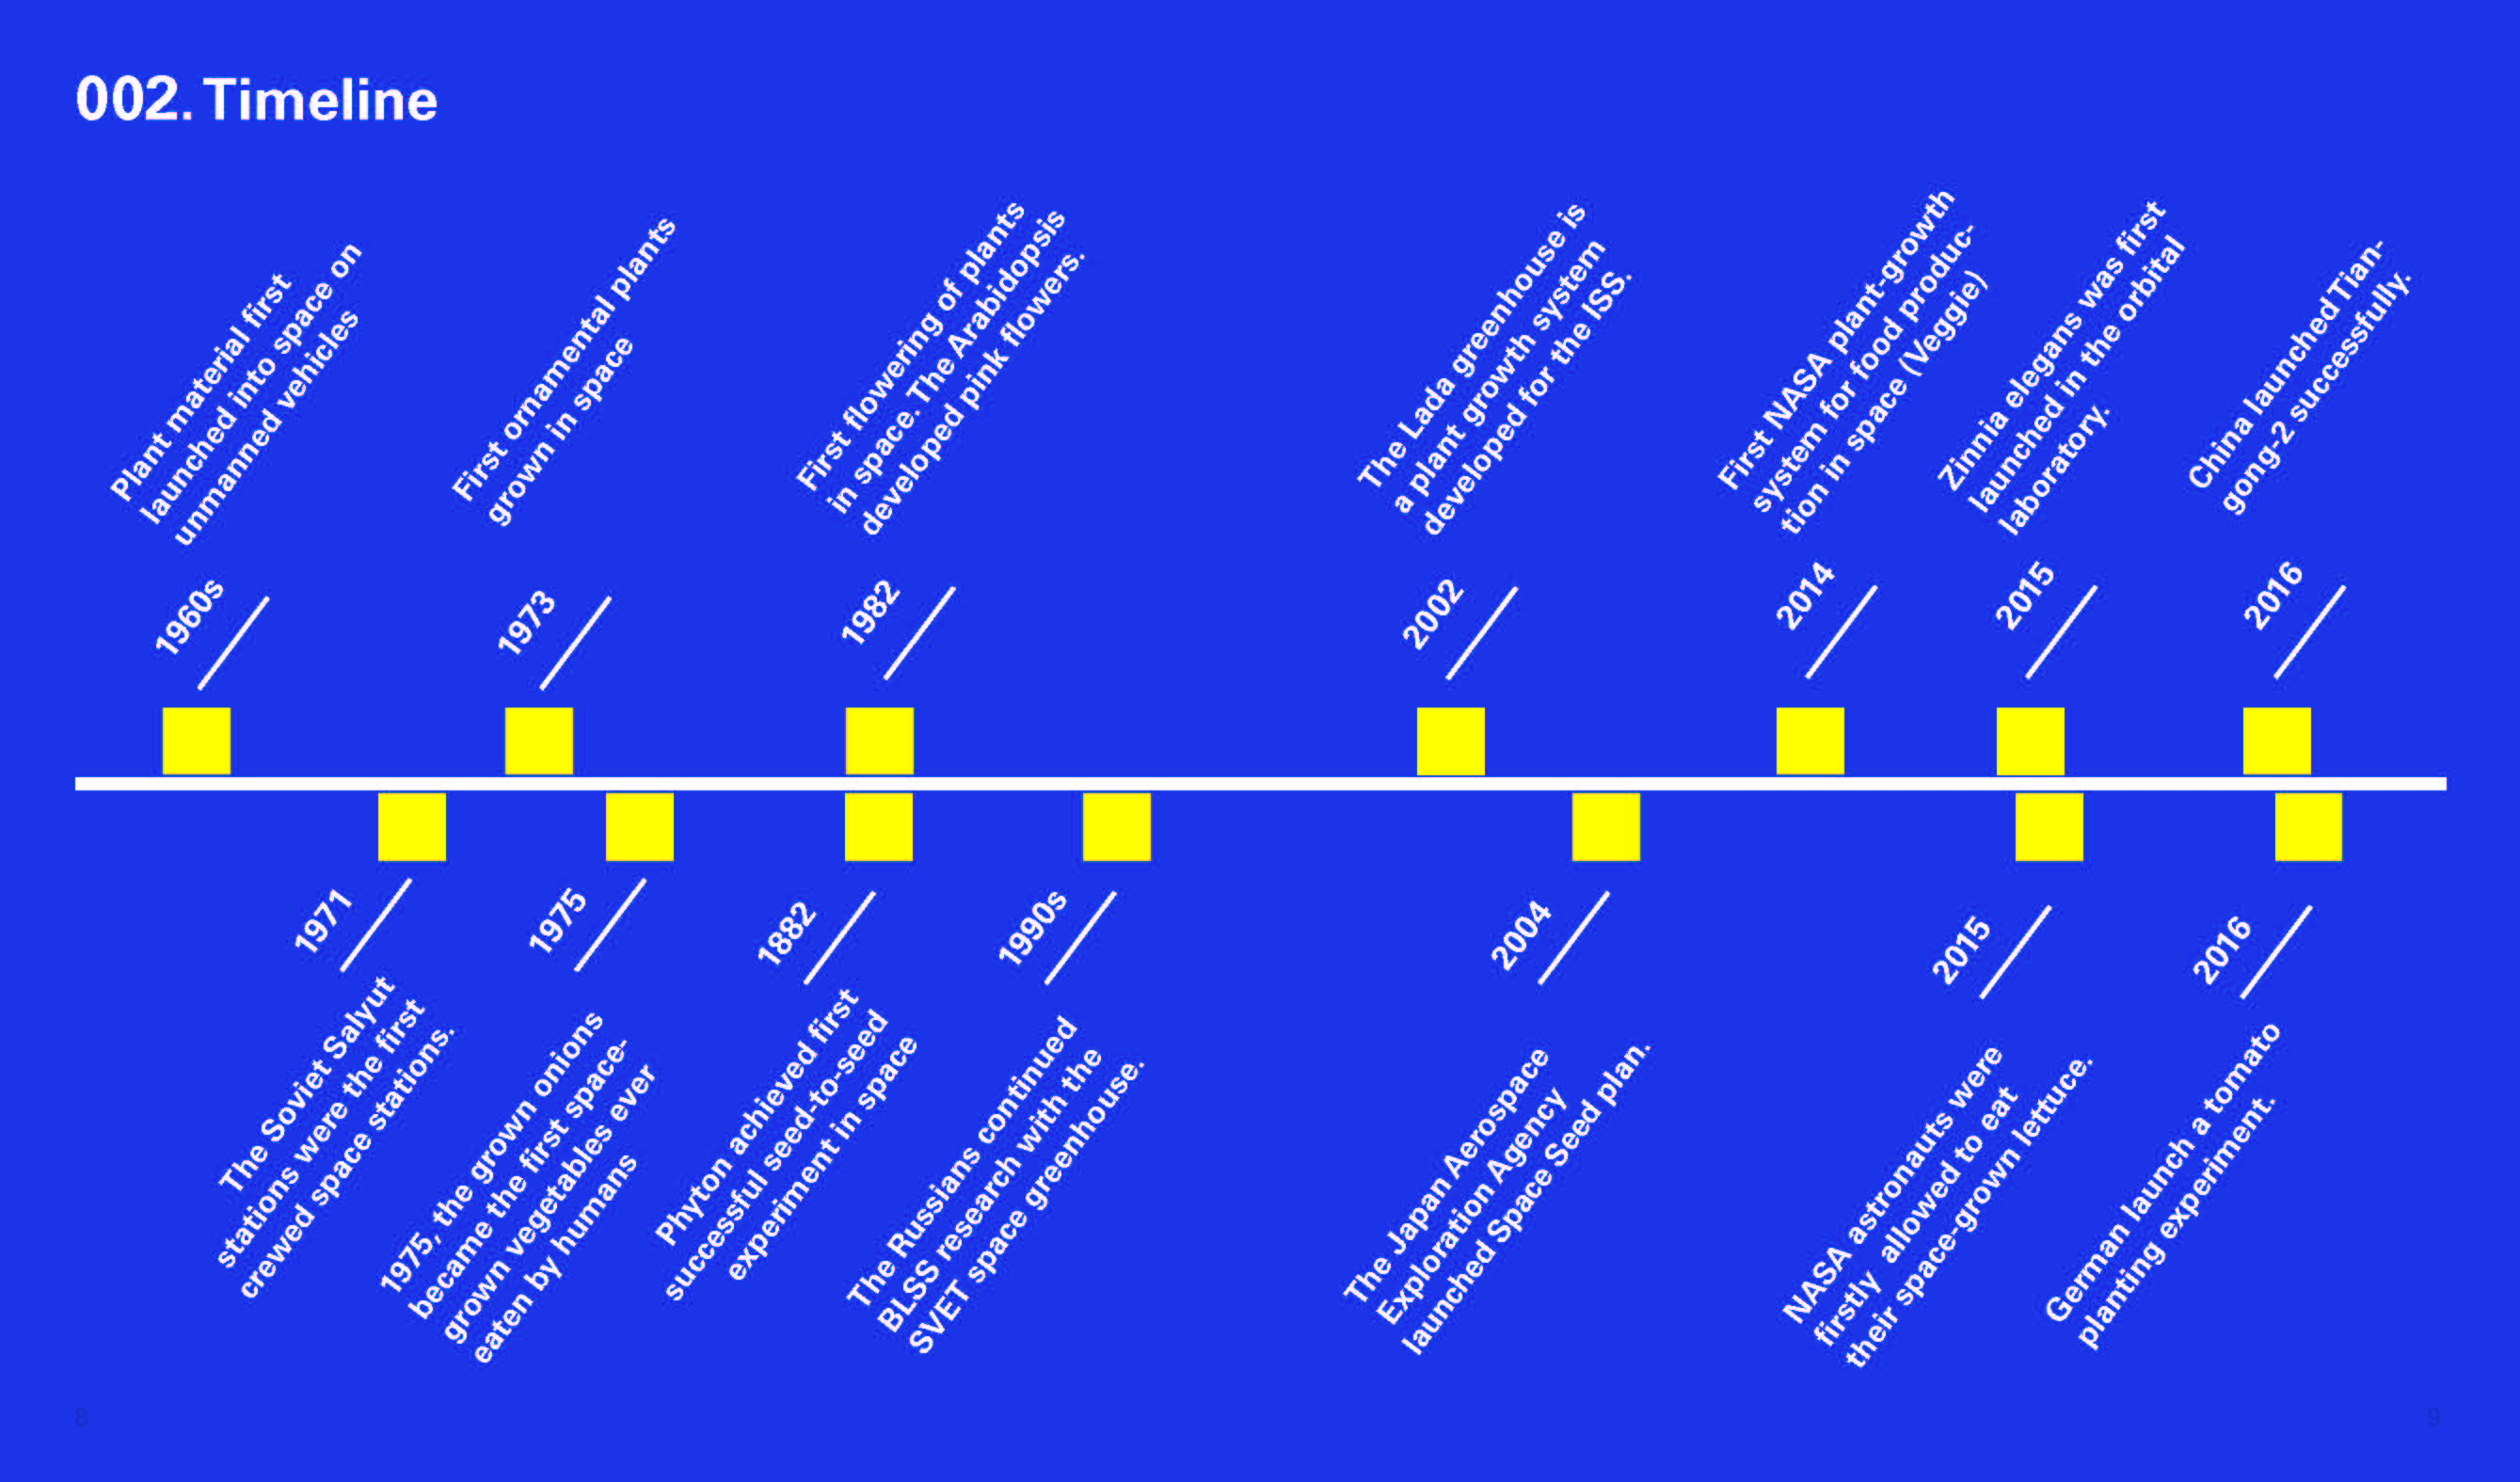 002. Timeline
Plant material first
launched into space on
unmanned vehicles
1960s
First ornamental plants
grown in space
1973
First flowering of plants
in space. The Arabidopsis
developed pink flowers.
1982
The Lada greenhouse is
a plant growth system
developed for the ISS.
2002
First NASA plant-growth
system for food produc-
tion in space (Veggie)
2014
Zinnia elegans was first
launched in the orbital
laboratory.
2015
China launched Tian-
gong-2 successfully.
2016
1971
The Soviet Salyut
stations were the first
crewed space stations.
1975
1975, the grown onions
became the first space-
grown vegetables ever
eaten by humans
1882
Phyton achieved first
successful seed-to-seed
experiment in space
1990s
The Russians continued
BLSS research with the
SVET space greenhouse.
2004
The Japan Aerospace
Exploration Agency
launched Space Seed plan.
2015
NASA astronauts were
firstly allowed to eat
their space-grown lettuce.
2016
German launch a tomato
planting experiment.
8
9